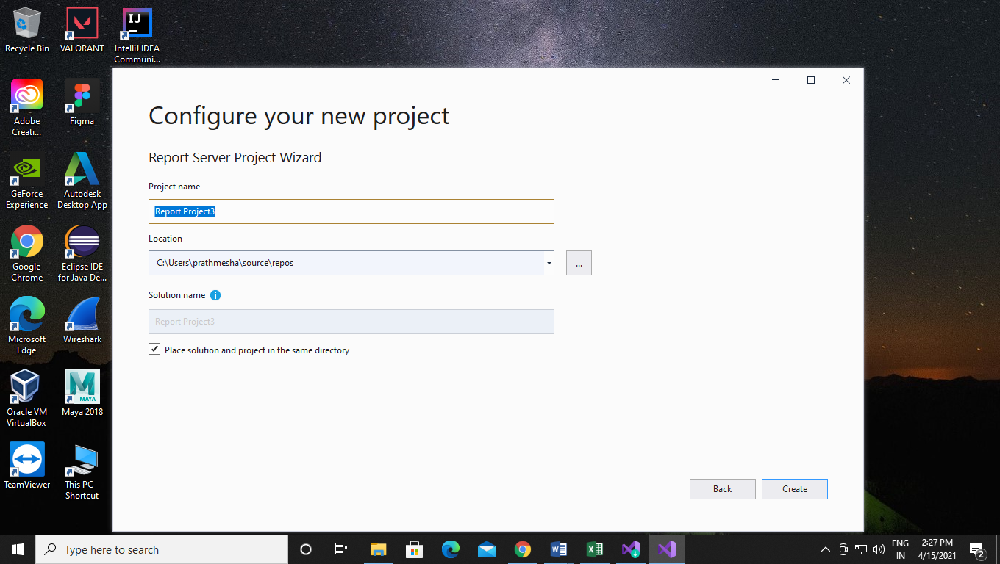 Recycle Bin
VALORANT
IJ
IntelliJ IDEA
Communi...
Adobe
Creati...
Figma
GeForce
Experience
Autodesk
Desktop App
Google
Chrome
Eclipse IDE
for Java De...
Microsoft
Edge
Wireshark
Oracle VM
VirtualBox
MAYA
Maya 2018
TeamViewer
This PC -
Shortcut
Configure your new project
Report Server Project Wizard
Project name
Report Project3
Location
C:\Users\prathmesha\source\repos
...
Solution name
Report Project3
Place solution and project in the same directory
Back
Create
Type here to search
ENG
IN
2:27 PM
4/15/2021
2